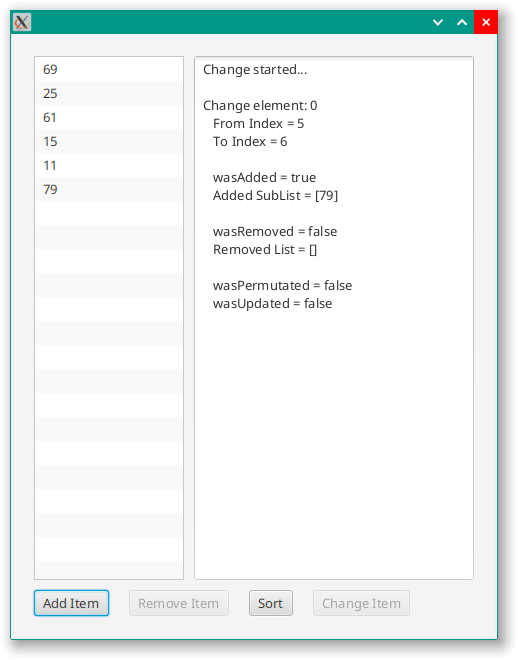 69
25
61
15
11
79
Change started...
Change element: 0
From Index = 5
To Index = 6
wasAdded = true
Added SubList = [79]
wasRemoved = false
Removed List = []
wasPermutated = false
wasUpdated = false
Add Item
Remove Item
Sort
Change Item